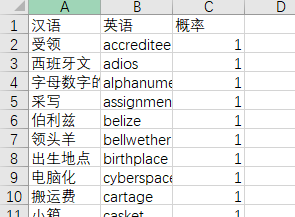 A B C D
1 汉语 英语 概率
2 受领 accreditee 1
3 西班牙文 adios 1
4 字母数字的 alphanume 1
5 采写 assignmen 1
6 伯利兹 belize 1
7 领头羊 bellwether 1
8 出生地点 birthplace 1
9 电脑化 cyberspace 1
10 搬运费 cartage 1
11 小箱 casket 1